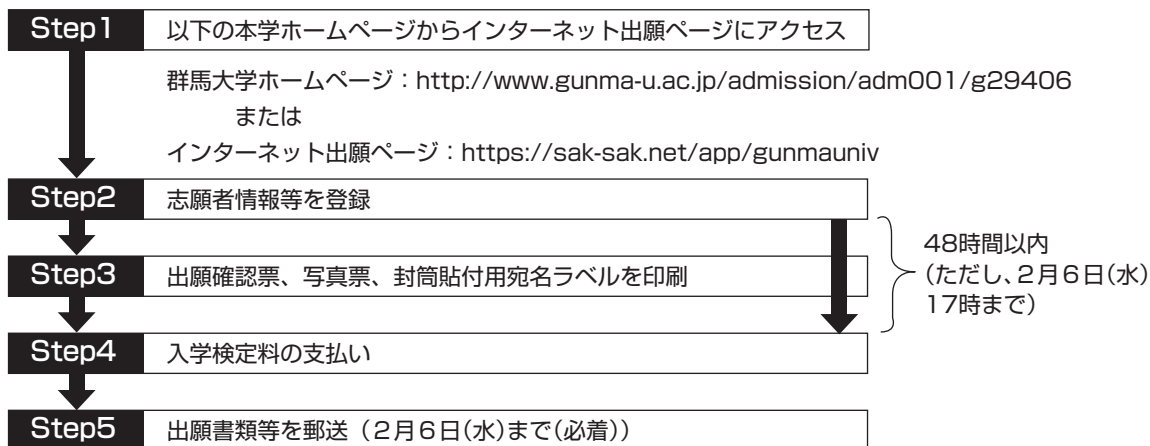 Step1 以下の本学ホームページからインターネット出願ページにアクセス
群馬大学ホームページ：http://www.gunma-u.ac.jp/admission/adm001/g29406
または
インターネット出願ページ：https://sak-sak.net/app/gunmauniv
Step2 志願者情報等を登録
Step3 出願確認票、写真票、封筒貼付用宛名ラベルを印刷
48時間以内
（ただし、２月６日（水）
17時まで）
Step4 入学検定料の支払い
Step5 出願書類等を郵送（２月６日（水）まで（必着））